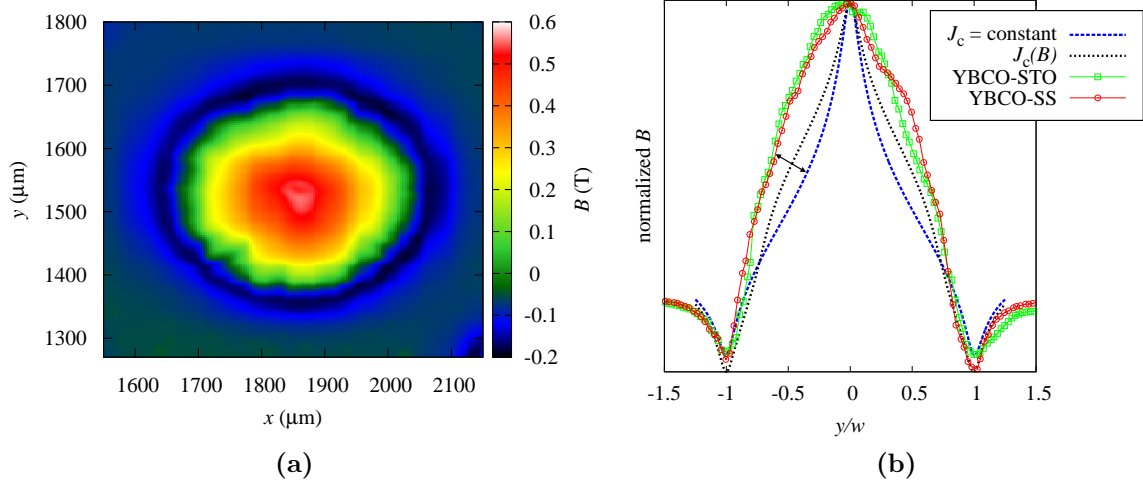 1800
1700
1600
1500
1400
1300
y (μm)
1600 1700 1800 1900 2000 2100
x (μm)
0.6
0.5
0.4
0.3
0.2
0.1
0
-0.1
-0.2
B (T)
(a)
Jc = constant
Jc(B)
YBCO-STO
YBCO-SS
normalized B
-1.5 -1 -0.5 0 0.5 1 1.5
y/w
(b)